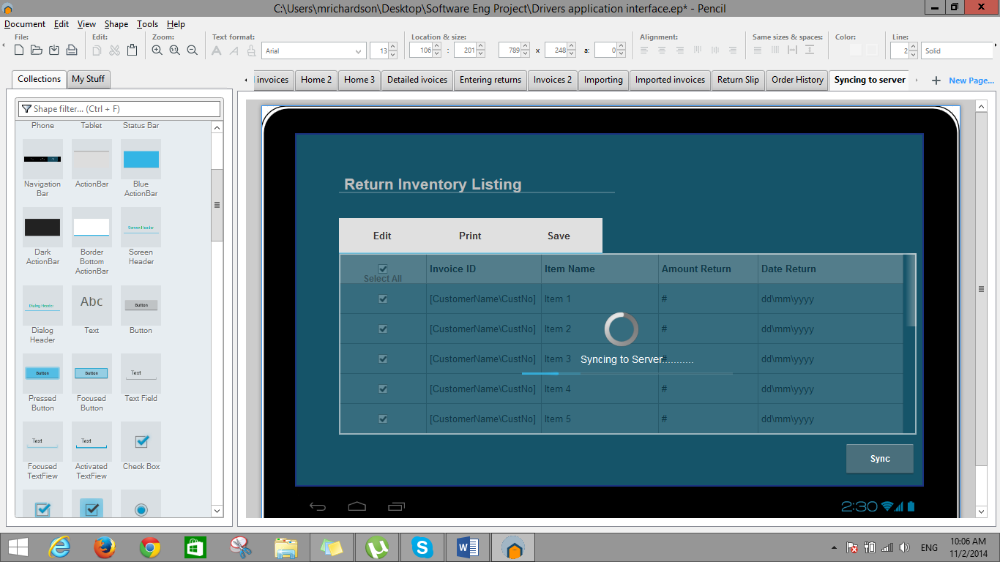 C:\Users\mrichardson\Desktop\Software Eng Project\Drivers application interface.ep* - Pencil
Document Edit View Shape Tools Help
File: Edit: Zoom: Text format: Location & size: Alignment: Same sizes & spaces: Color: Line:
Arial 13 106 : 201 789 x 248 a: 0 2 Solid
Collections My Stuff
invoices Home 2 Home 3 Detailed ivoices Entering returns Invoices 2 Importing Imported invoices Return Slip Order History Syncing to server New Page...
Shape filter... (Ctrl + F)
Phone Tablet Status Bar
Navigation Bar
ActionBar
Blue ActionBar
Dark ActionBar
Border Bottom ActionBar
Screen Header
Screen Header
Dialog Header
Dialog Header
Abc
Text
Button
Button
Button
Pressed Button
Button
Focused Button
Text
Text Field
Text
Focused TextFiew
Text
Activated TextFiew
Check Box
Return Inventory Listing
Edit Print Save
Select All Invoice ID Item Name Amount Return Date Return
[CustomerName\CustNo] Item 1 # dd\mm\yyyy
[CustomerName\CustNo] Item 2 # dd\mm\yyyy
[CustomerName\CustNo] Item 3 # dd\mm\yyyy
Syncing to Server..........
[CustomerName\CustNo] Item 4 # dd\mm\yyyy
[CustomerName\CustNo] Item 5 # dd\mm\yyyy
Sync
2:30
ENG
10:06 AM
11/2/2014